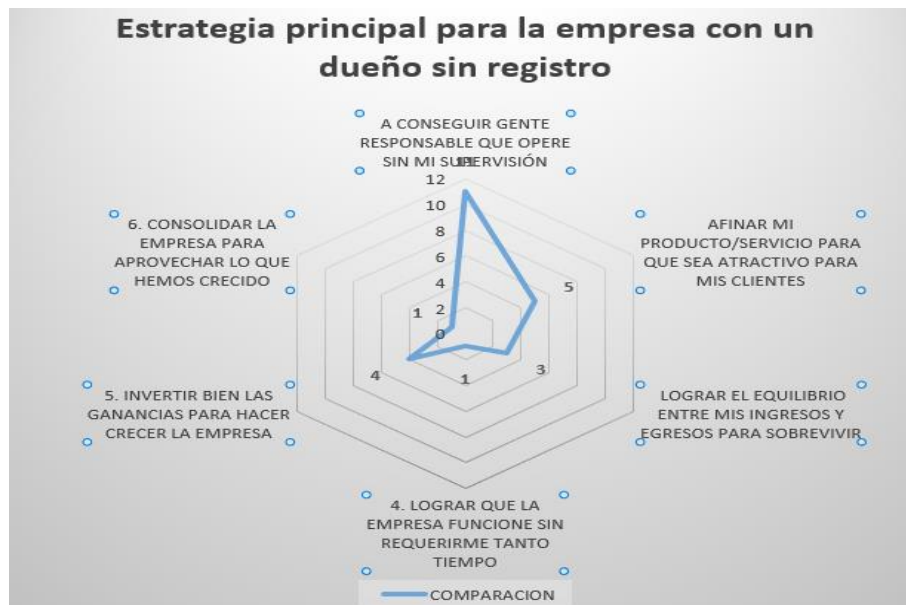 Estrategia principal para la empresa con un
dueño sin registro
A CONSEGUIR GENTE
RESPONSABLE QUE OPERE
SIN MI SUPERVISIÓN
11
12
10
8
6
4
2
0
AFINAR MI
PRODUCTO/SERVICIO PARA
QUE SEA ATRACTIVO PARA
MIS CLIENTES
5
LOGRAR EL EQUILIBRIO
ENTRE MIS INGRESOS Y
EGRESOS PARA SOBREVIVIR
3
4. LOGRAR QUE LA
EMPRESA FUNCIONE SIN
REQUERIRME TANTO
TIEMPO
1
5. INVERTIR BIEN LAS
GANANCIAS PARA HACER
CRECER LA EMPRESA
4
6. CONSOLIDAR LA
EMPRESA PARA
APROVECHAR LO QUE
HEMOS CRECIDO
1
COMPARACION